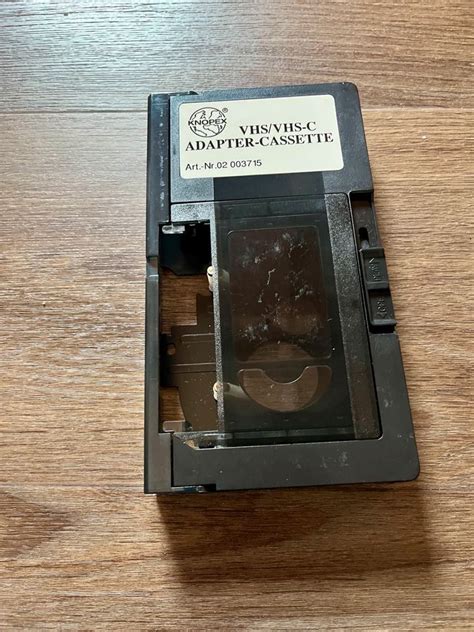 KNOPEX ®
VHS/VHS-C
ADAPTER-CASSETTE
Art.-Nr.02 003715